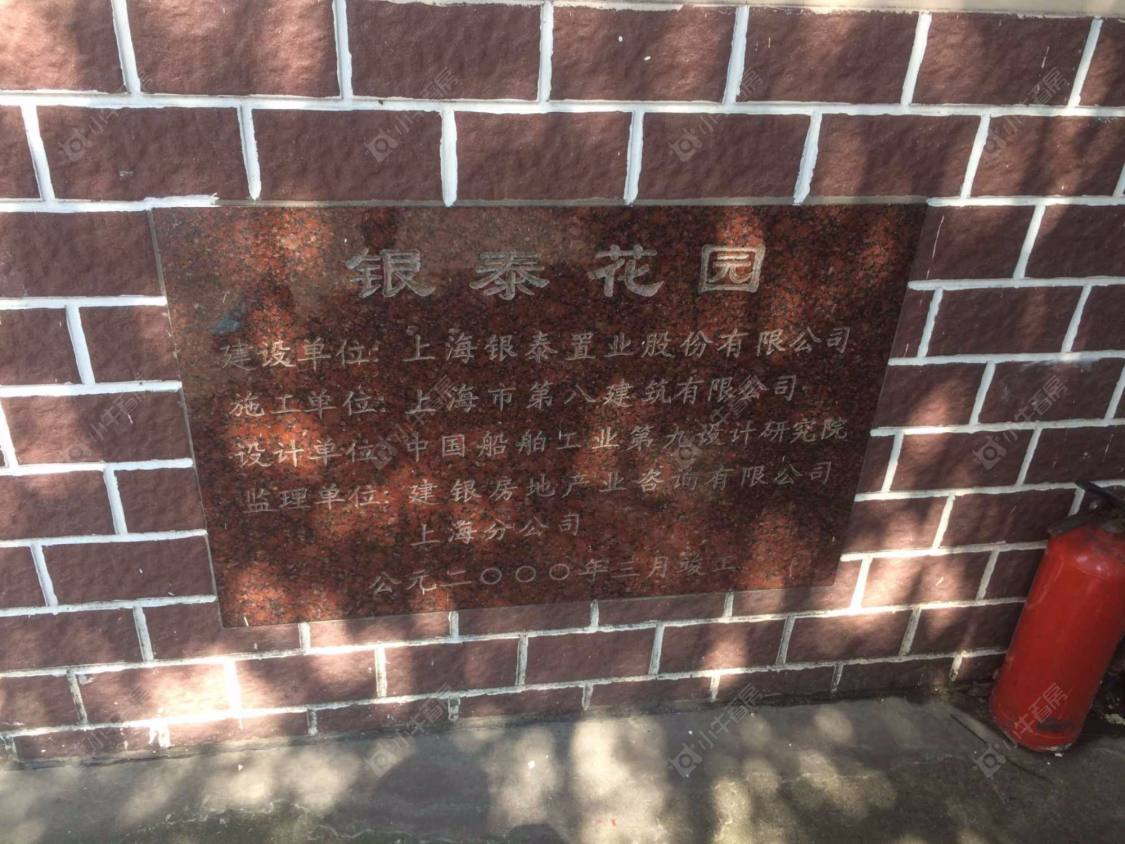 银泰花园
建设单位: 上海银泰置业股份有限公司
施工单位: 上海市第八建筑有限公司
设计单位: 中国船舶工业第九设计研究院
监理单位: 建银房地产业咨询有限公司
上海分公司
公元二〇〇〇年三月竣工
小牛看房